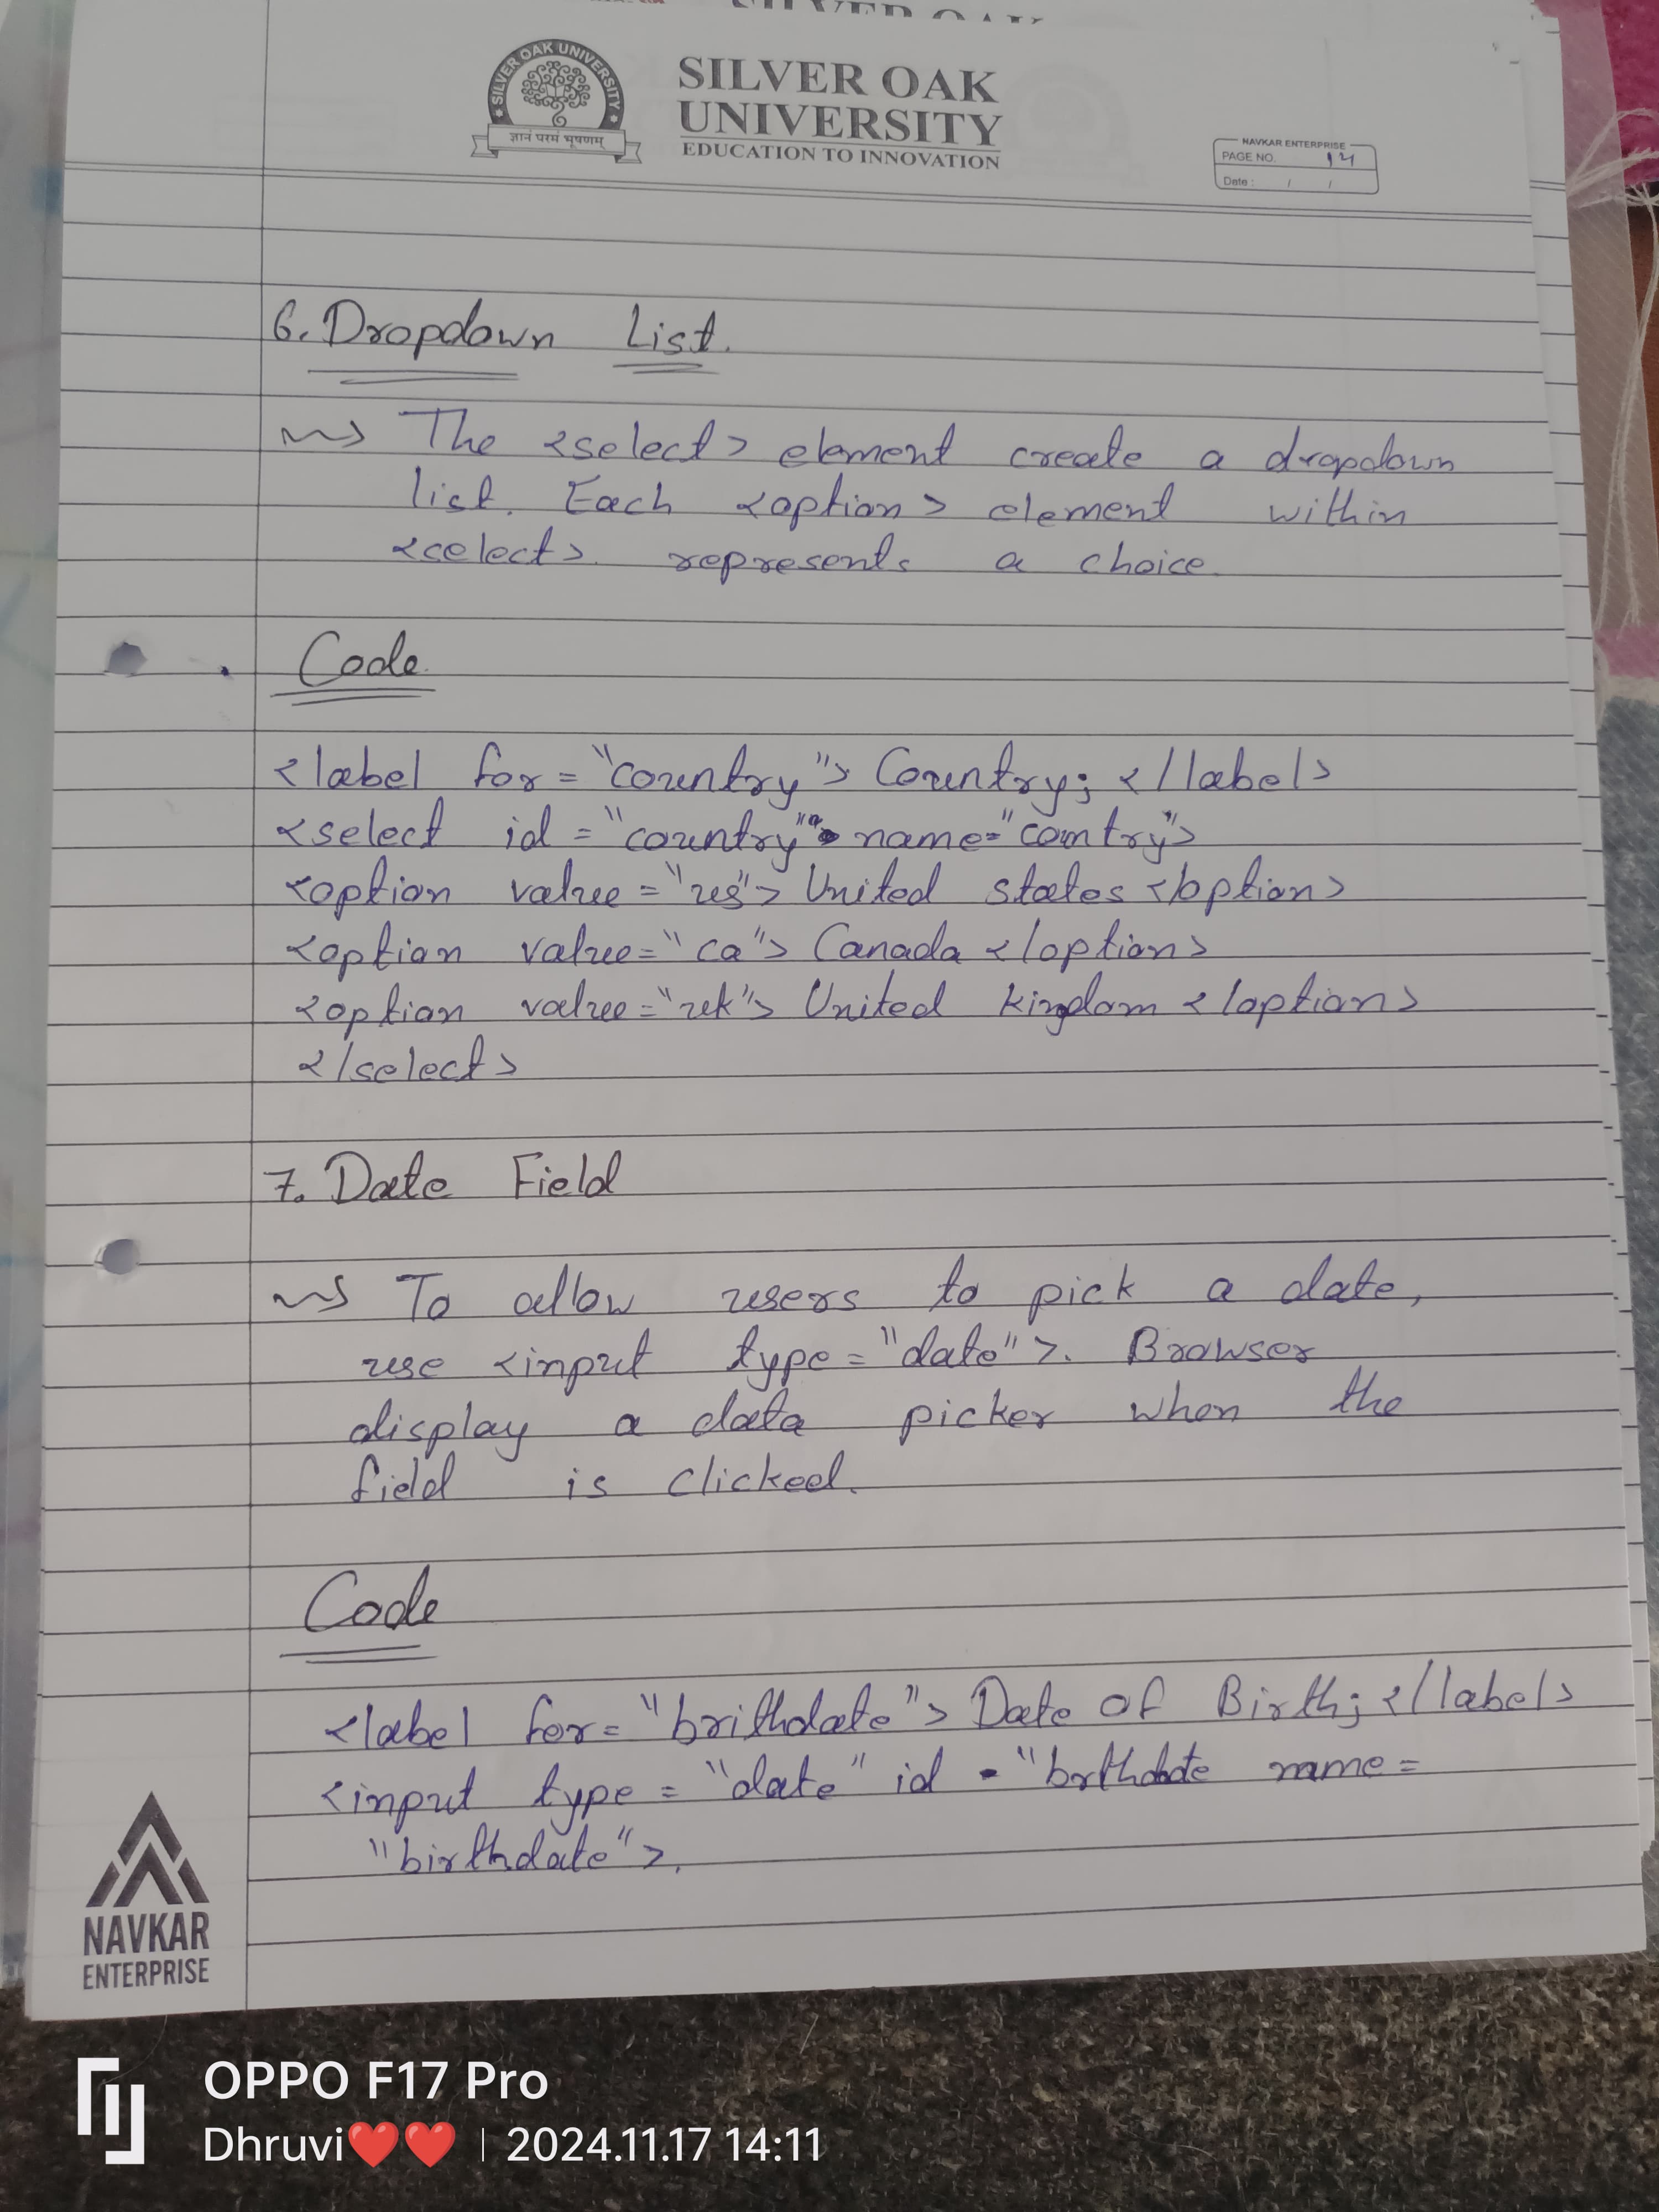 SILVER OAK UNIVERSITY
ज्ञानं परमं भूषणम्
SILVER OAK
UNIVERSITY
EDUCATION TO INNOVATION
NAVKAR ENTERPRISE
PAGE NO. 14
Date : / /
6. Dropdown List.
The <select> element create a dropdown
list. Each <option> element within
<select> represents a choice.
Code
<label for = "country"> Country; </label>
<select id = "country" name="country">
<option value = "us"> United states </option>
<option value = "ca"> Canada </option>
<option value = "uk"> United kingdom </option>
</select>
7. Date Field
To allow users to pick a date,
use <input type = "date">. Browser
display a data picker when the
field is clicked.
Code
<label for = "brithdate"> Date of Birth; </label>
<input type = "date" id = "brthdate name =
"birthdate">.
NAVKAR
ENTERPRISE
OPPO F17 Pro
Dhruvi❤️❤️ | 2024.11.17 14:11